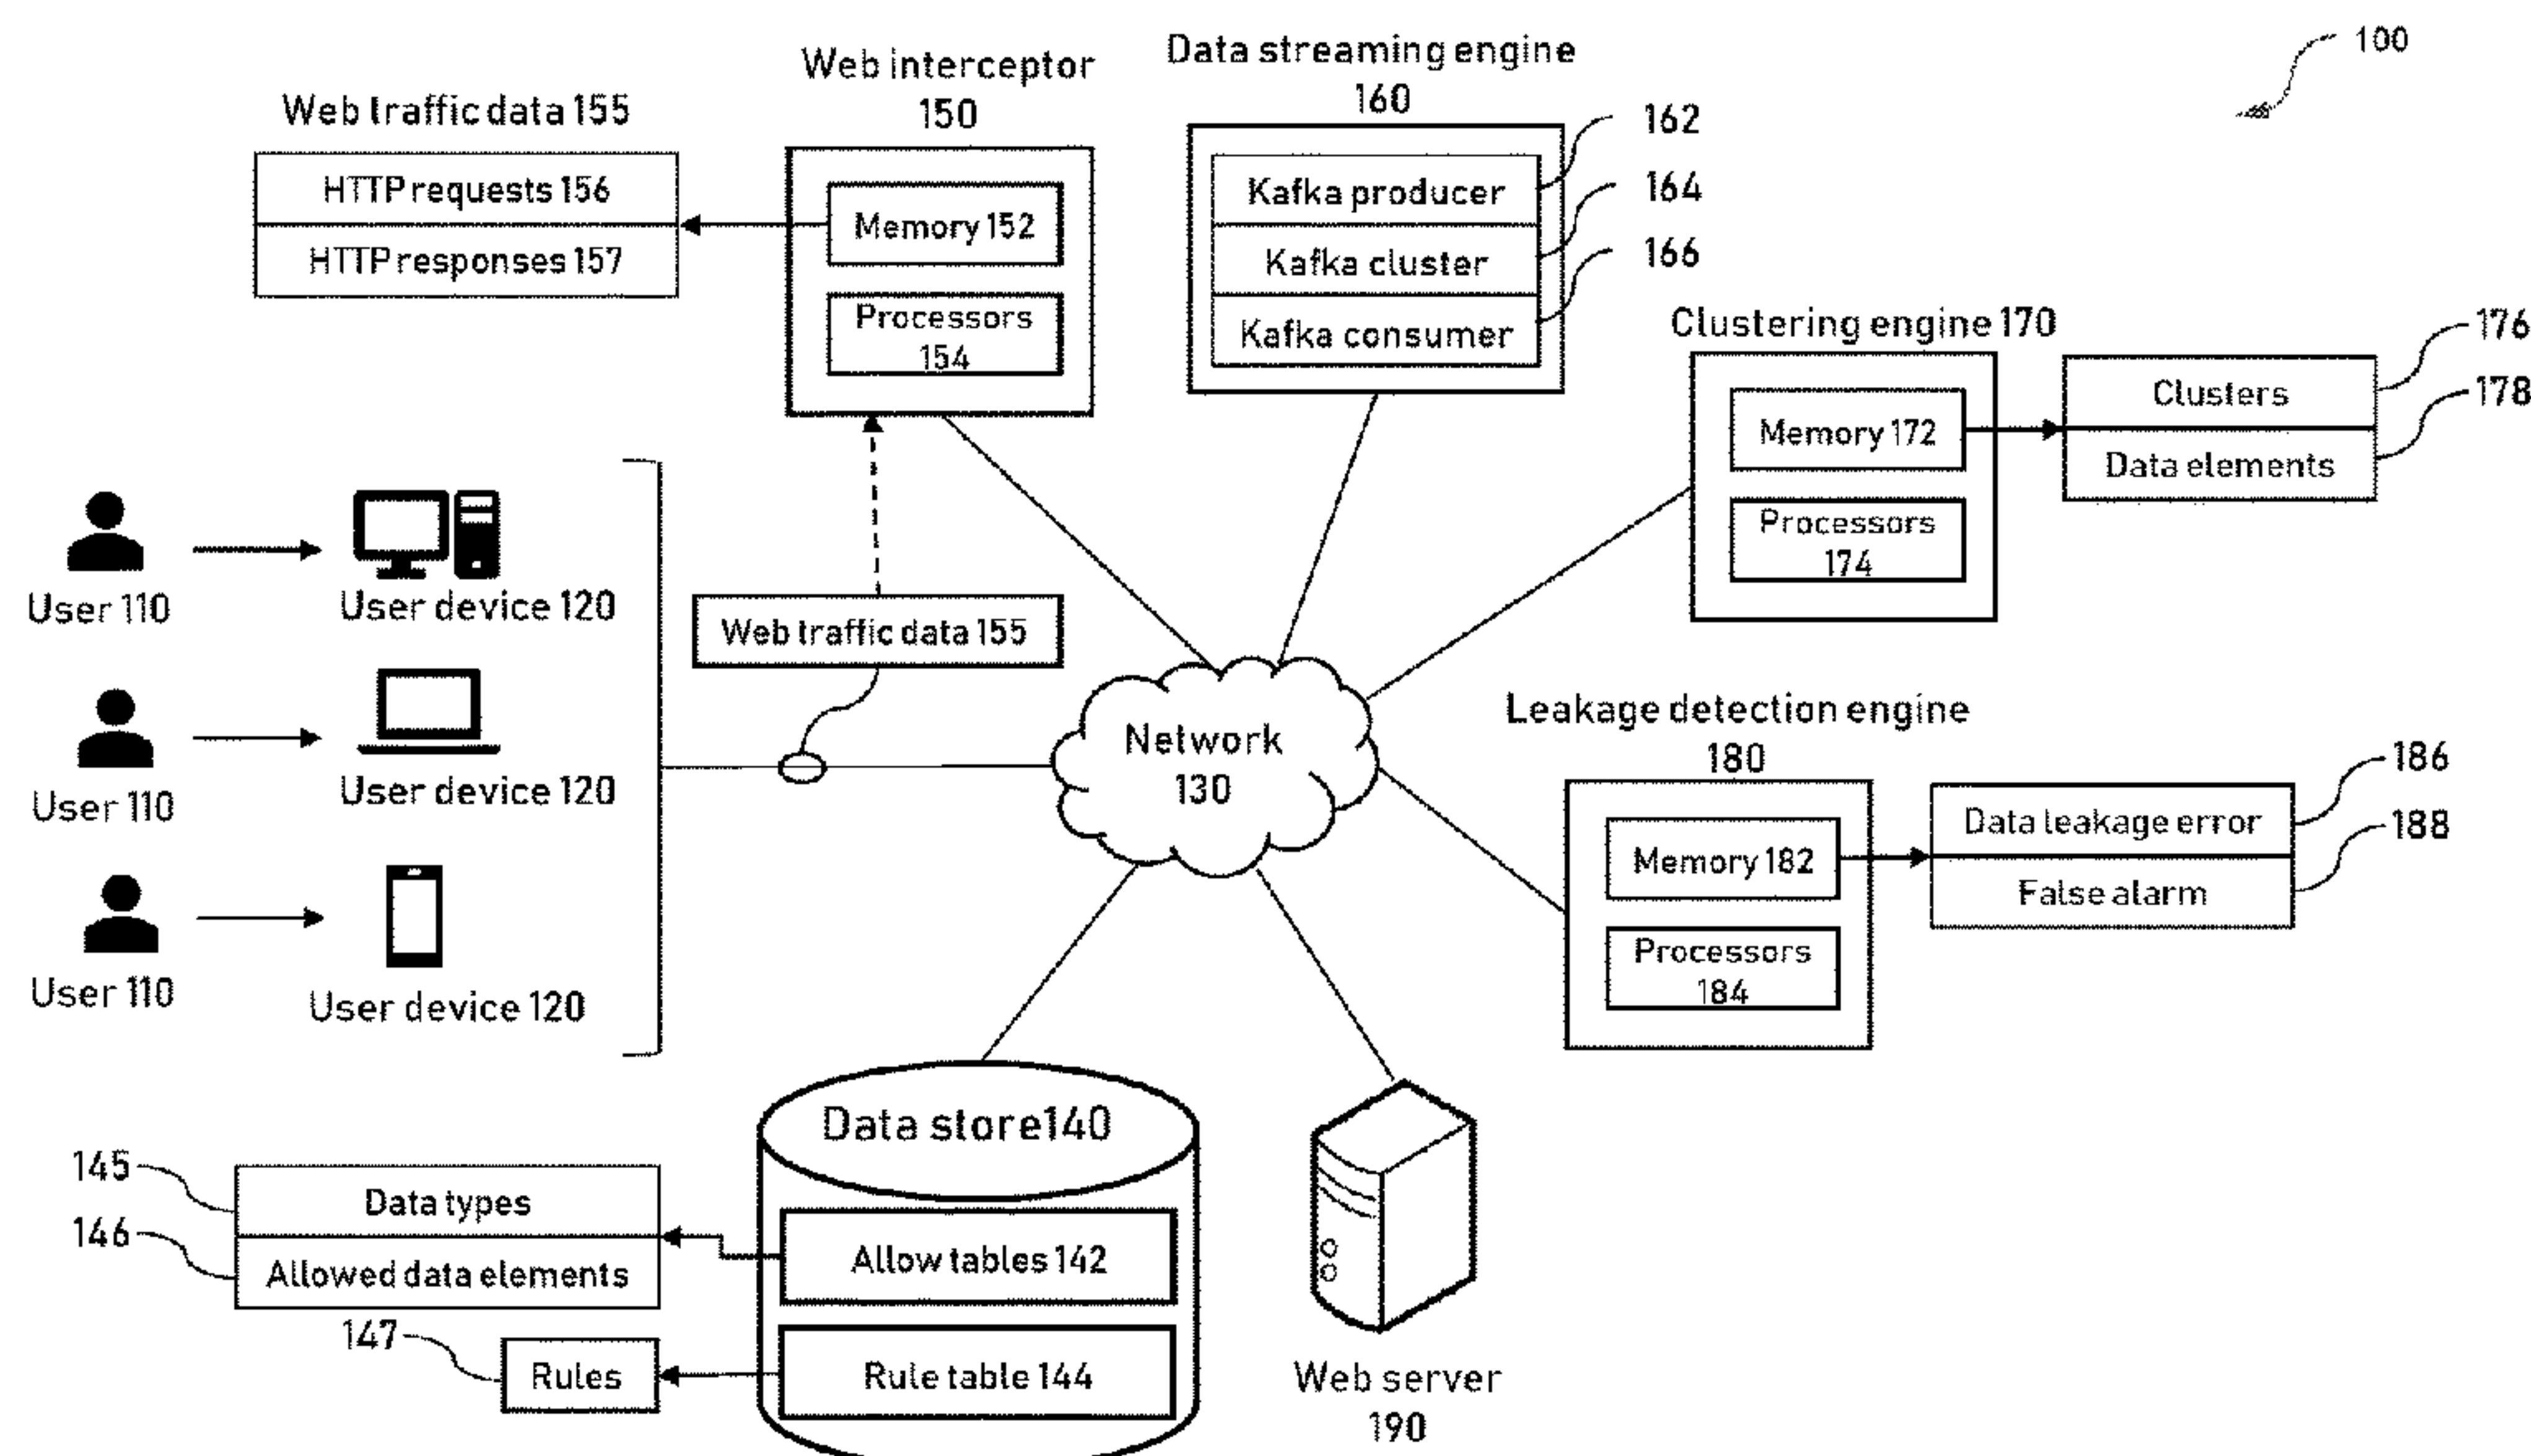 100
Data streaming engine
160
Web interceptor
150
Web traffic data 155
HTTP requests 156
HTTP responses 157
Memory 152
Processors
154
Kafka producer
Kafka cluster
Kafka consumer
162
164
166
Clustering engine 170
Memory 172
Processors
174
Clusters
Data elements
176
178
User 110
User device 120
User 110
User device 120
User 110
User device 120
Web traffic data 155
Network
130
Leakage detection engine
180
Memory 182
Processors
184
Data leakage error
False alarm
186
188
Data store140
Allow tables 142
Rule table 144
145
Data types
146
Allowed data elements
147
Rules
Web server
190